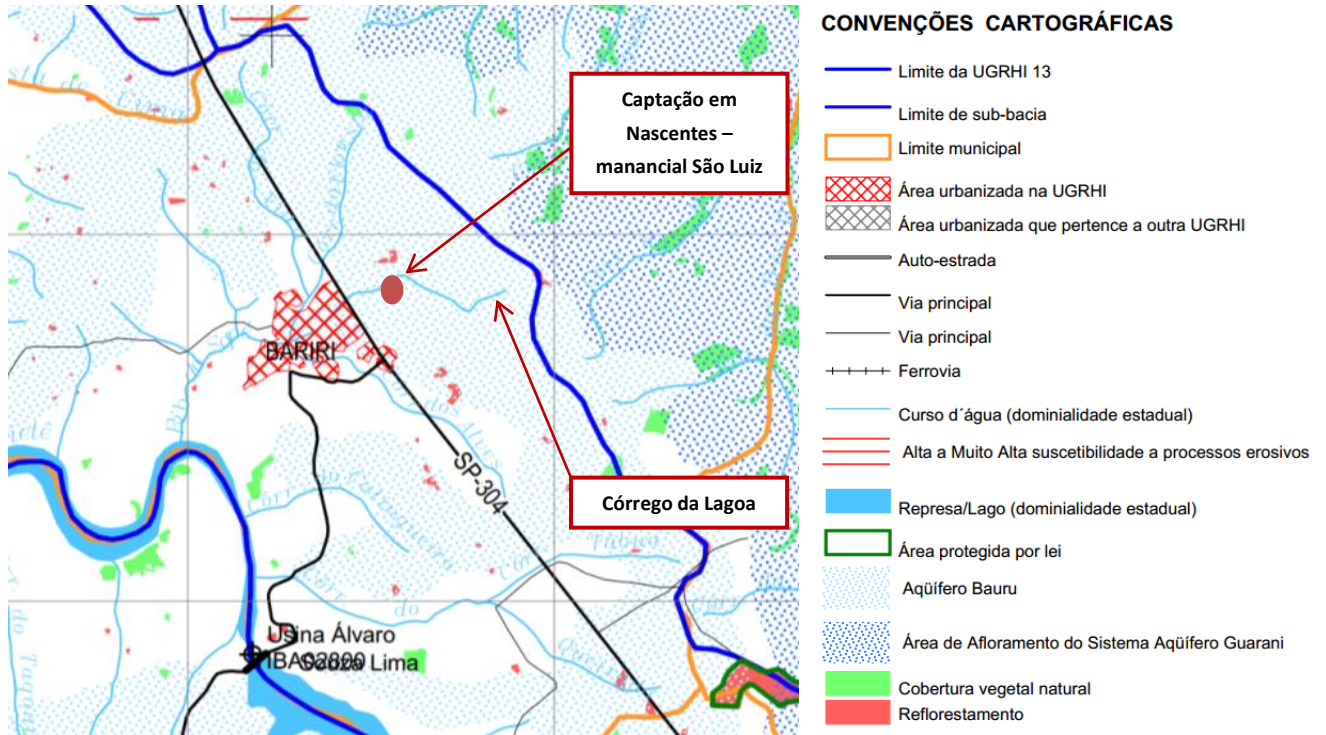 CONVENÇÕES CARTOGRÁFICAS
Captação em
Nascentes –
manancial São Luiz
BARIRI
SP-304
Córrego da Lagoa
Córr
do
Usina Álvaro
Souza Lima
Limite da UGRHI 13
Limite de sub-bacia
Limite municipal
Área urbanizada na UGRHI
Área urbanizada que pertence a outra UGRHI
Auto-estrada
Via principal
Via principal
Ferrovia
Curso d´água (dominialidade estadual)
Alta a Muito Alta suscetibilidade a processos erosivos
Represa/Lago (dominialidade estadual)
Área protegida por lei
Aqüífero Bauru
Área de Afloramento do Sistema Aqüífero Guarani
Cobertura vegetal natural
Reflorestamento